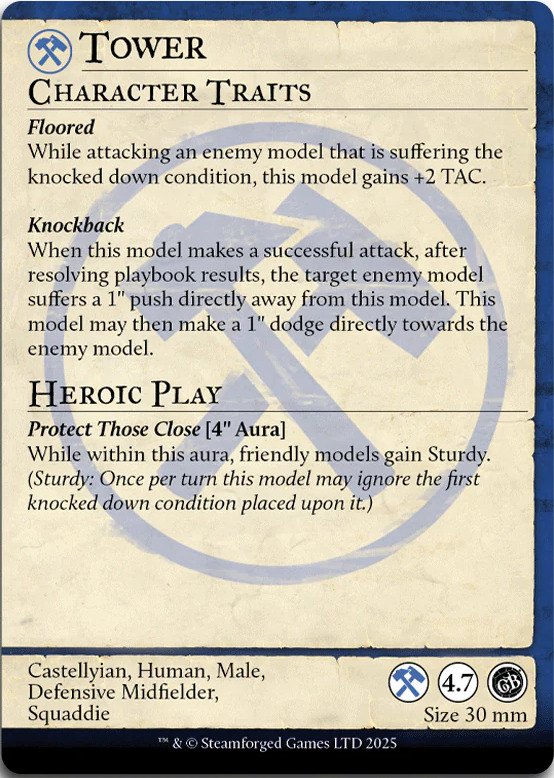 Tower
Character Traits
Floored
While attacking an enemy model that is suffering the
knocked down condition, this model gains +2 TAC.
Knockback
When this model makes a successful attack, after
resolving playbook results, the target enemy model
suffers a 1" push directly away from this model. This
model may then make a 1" dodge directly towards the
enemy model.
Heroic Play
Protect Those Close [4" Aura]
While within this aura, friendly models gain Sturdy.
(Sturdy: Once per turn this model may ignore the first
knocked down condition placed upon it.)
Castellyian, Human, Male,
Defensive Midfielder,
Squaddie
4.7
GB
Size 30 mm
™ & © Steamforged Games LTD 2025